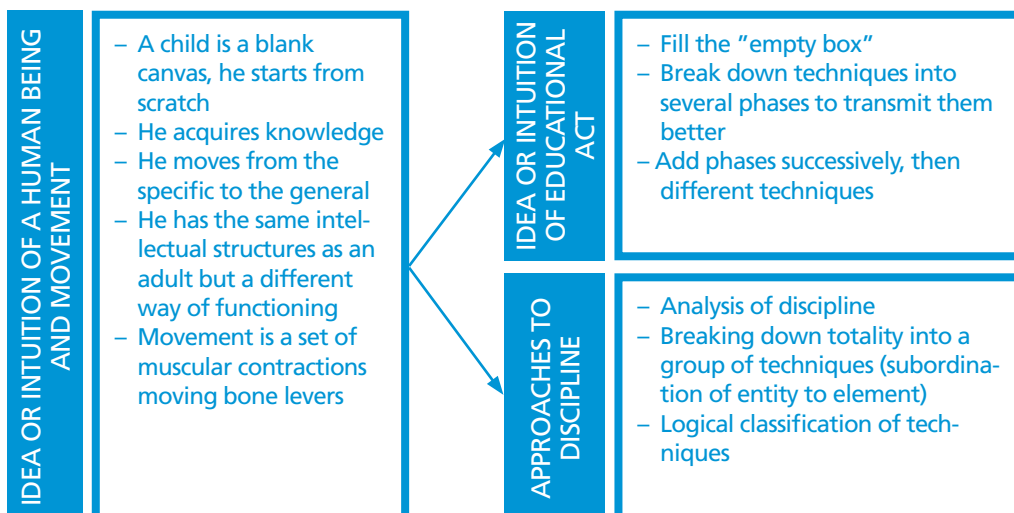 IDEA OR INTUITION OF A HUMAN BEING
AND MOVEMENT
– A child is a blank
canvas, he starts from
scratch
– He acquires knowledge
– He moves from the
specific to the general
– He has the same intel-
lectual structures as an
adult but a different
way of functioning
– Movement is a set of
muscular contractions
moving bone levers
IDEA OR INTUITION
OF EDUCATIONAL
ACT
– Fill the ”empty box”
– Break down techniques into
several phases to transmit them
better
– Add phases successively, then
different techniques
APPROACHES TO
DISCIPLINE
– Analysis of discipline
– Breaking down totality into a
group of techniques (subordina-
tion of entity to element)
– Logical classification of tech-
niques